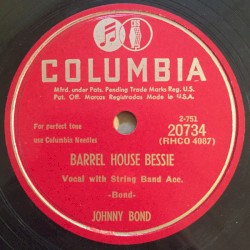 COLUMBIA
Mfrd. under Pats. Pending Trade Marks Reg. U.S.
Pat. Off. Marcas Registradas Made in U.S.A.
For perfect tone
use Columbia Needles
2-751
20734
(RHCO 4087)
BARREL HOUSE BESSIE
Vocal with String Band Acc.
-Bond-
JOHNNY BOND